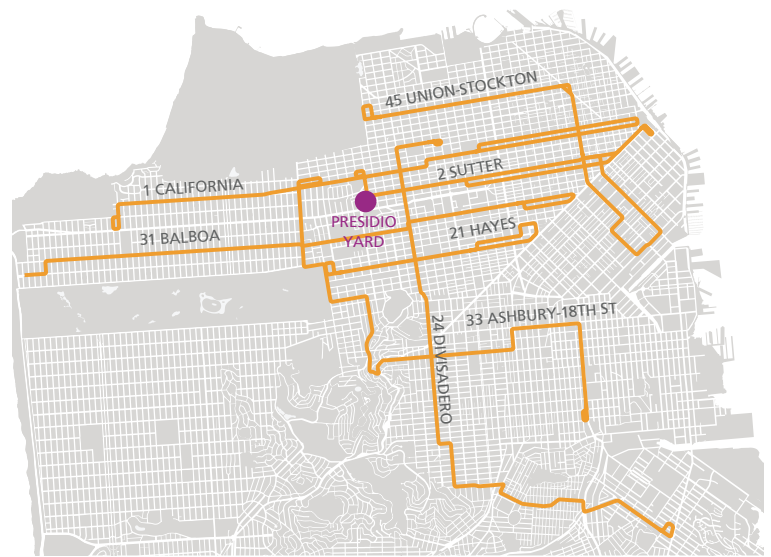 45 UNION-STOCKTON
2 SUTTER
1 CALIFORNIA
PRESIDIO
YARD
21 HAYES
31 BALBOA
33 ASHBURY-18TH ST
24 DIVISADERO